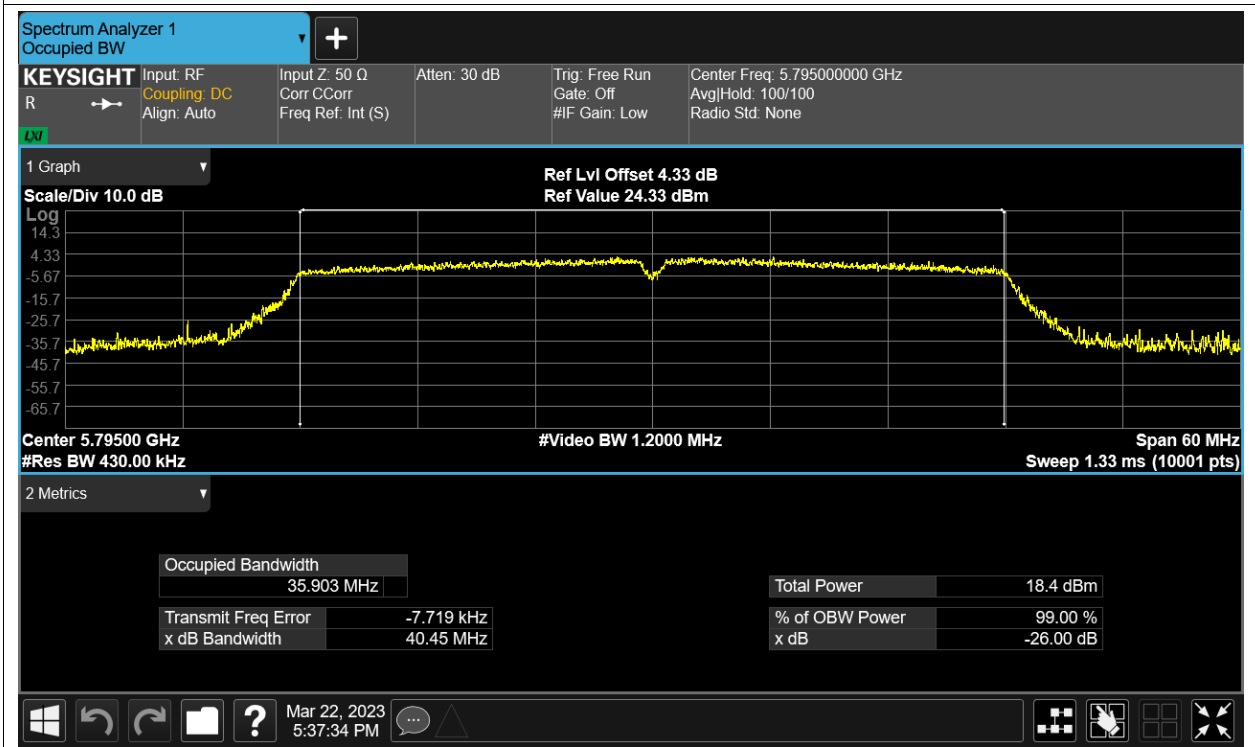 Spectrum Analyzer 1
Occupied BW
KEYSIGHT
R
LXI
Input: RF
Coupling: DC
Align: Auto
Input Z: 50 Ω
Corr CCorr
Freq Ref: Int (S)
Atten: 30 dB
Trig: Free Run
Gate: Off
#IF Gain: Low
Center Freq: 5.795000000 GHz
Avg|Hold: 100/100
Radio Std: None
1 Graph
Scale/Div 10.0 dB
Ref Lvl Offset 4.33 dB
Ref Value 24.33 dBm
Log
14.3
4.33
-5.67
-15.7
-25.7
-35.7
-45.7
-55.7
-65.7
Center 5.79500 GHz
#Video BW 1.2000 MHz
Span 60 MHz
#Res BW 430.00 kHz
Sweep 1.33 ms (10001 pts)
2 Metrics
Occupied Bandwidth
35.903 MHz
Transmit Freq Error -7.719 kHz
x dB Bandwidth 40.45 MHz
Total Power 18.4 dBm
% of OBW Power 99.00 %
x dB -26.00 dB
?
Mar 22, 2023
5:37:34 PM